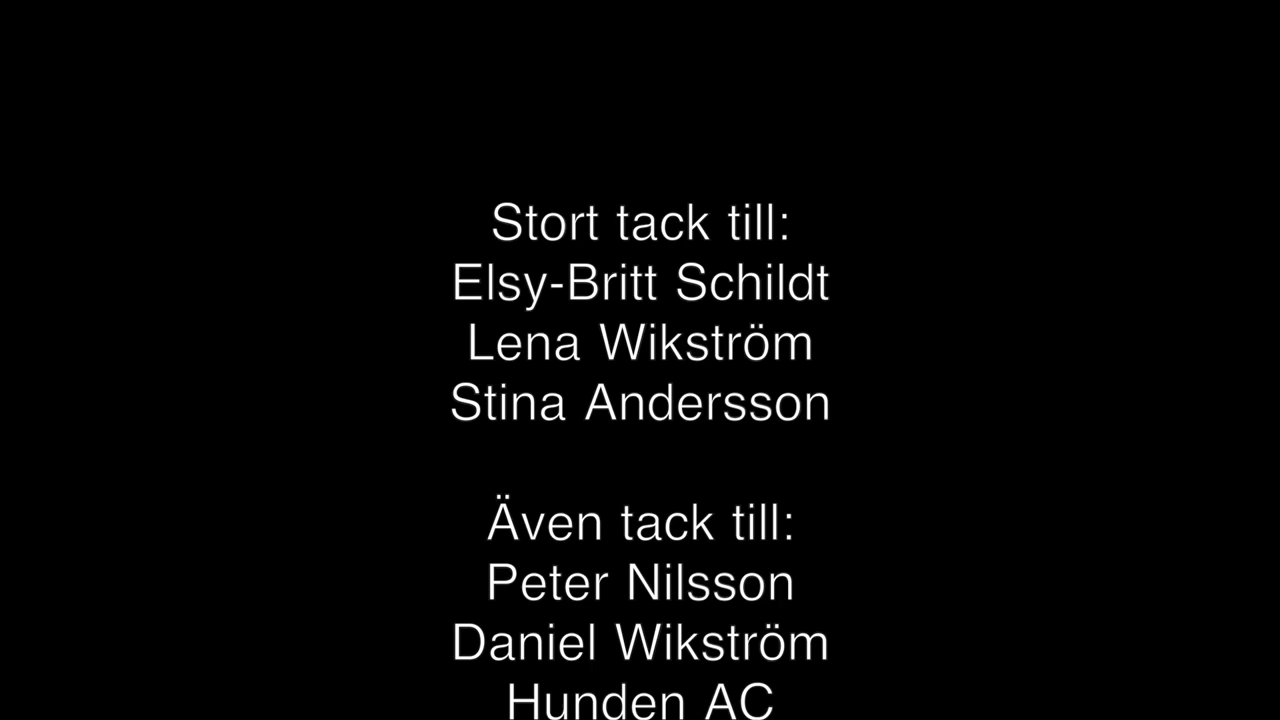 Stort tack till:
Elsy-Britt Schildt
Lena Wikström
Stina Andersson
Även tack till:
Peter Nilsson
Daniel Wikström
Hunden AC